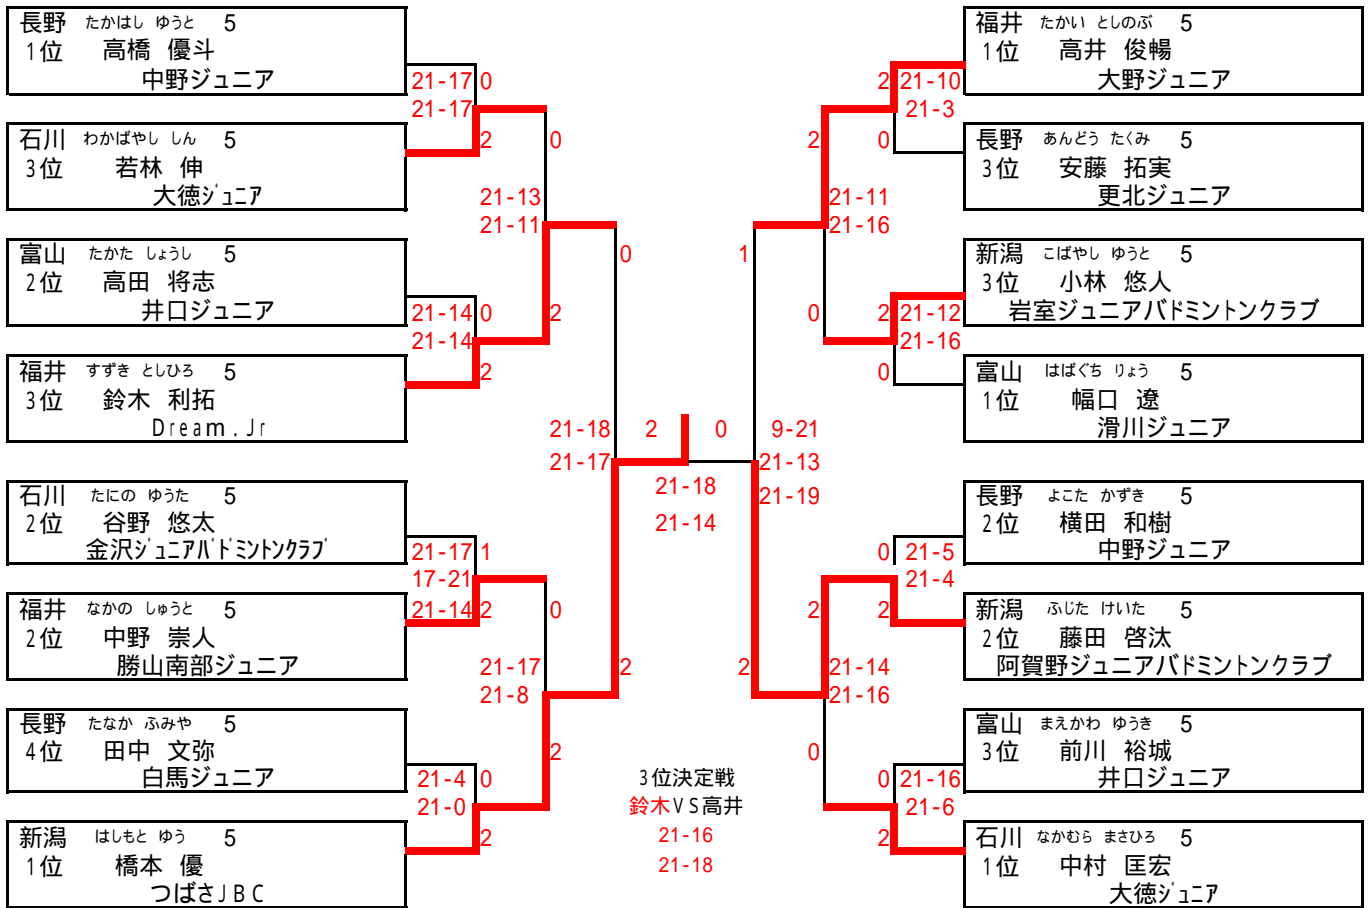 長野 たかはし ゆうと 5
1位 高橋 優斗
中野ジュニア
21-17 0
21-17
2
石川 わかばやし しん 5
3位 若林 伸
大徳ジュニア
0
21-13
21-11
富山 たかた しょうし 5
2位 高田 将志
井口ジュニア
21-14 0
21-14
2
福井 すずき としひろ 5
3位 鈴木 利拓
Dream.Jr
2
0
21-18
21-17
石川 たにの ゆうた 5
2位 谷野 悠太
金沢ジュニアバドミントンクラブ
21-17 1
17-21
21-14 2
福井 なかの しゅうと 5
2位 中野 崇人
勝山南部ジュニア
0
21-17
21-8
2
長野 たなか ふみや 5
4位 田中 文弥
白馬ジュニア
21-4 0
21-0
2
新潟 はしもと ゆう 5
1位 橋本 優
つばさJBC
2
2 0
21-18
21-14
3位決定戦
鈴木VS高井
21-16
21-18
福井 たかい としのぶ 5
1位 高井 俊暢
大野ジュニア
2 21-10
21-3
0
長野 あんどう たくみ 5
3位 安藤 拓実
更北ジュニア
2
21-11
21-16
1
新潟 こばやし ゆうと 5
3位 小林 悠人
岩室ジュニアバドミントンクラブ
0
2 21-12
21-16
0
富山 はばぐち りょう 5
1位 幅口 遼
滑川ジュニア
9-21
21-13
21-19
長野 よこた かずき 5
2位 横田 和樹
中野ジュニア
0 21-5
21-4
2
新潟 ふじた けいた 5
2位 藤田 啓汰
阿賀野ジュニアバドミントンクラブ
2
2
21-14
21-16
富山 まえかわ ゆうき 5
3位 前川 裕城
井口ジュニア
0
0 21-16
21-6
2
石川 なかむら まさひろ 5
1位 中村 匡宏
大徳ジュニア